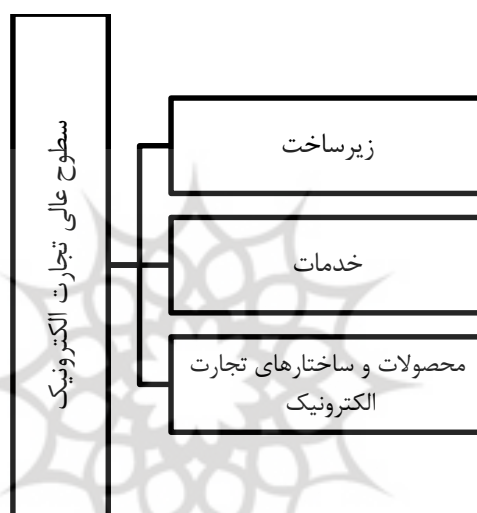 سطوح عالی تجارت الکترونیک
زیرساخت
خدمات
محصولات و ساختارهای تجارت
الکترونیک